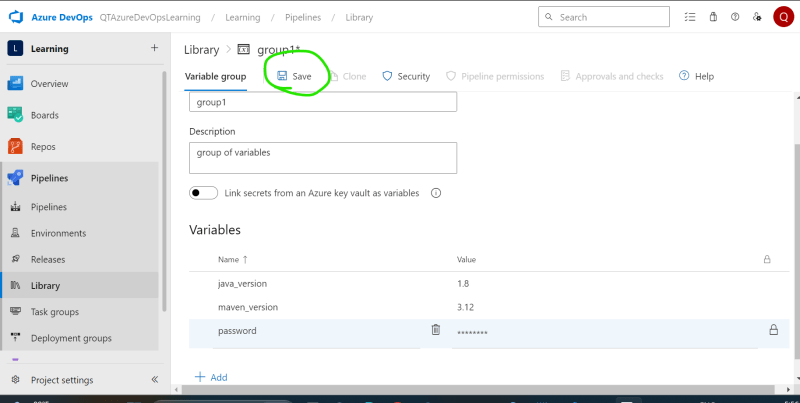 Azure DevOps QTAzureDevOpsLearning / Learning / Pipelines / Library Search Q
L Learning +
Library > group1*
Variable group Save Clone Security Pipeline permissions Approvals and checks Help
group1
Description
group of variables
Link secrets from an Azure key vault as variables
Variables
Name ↑ Value
java_version 1.8
maven_version 3.12
password ********
+ Add
Overview
Boards
Repos
Pipelines
Pipelines
Environments
Releases
Library
Task groups
Deployment groups
Project settings